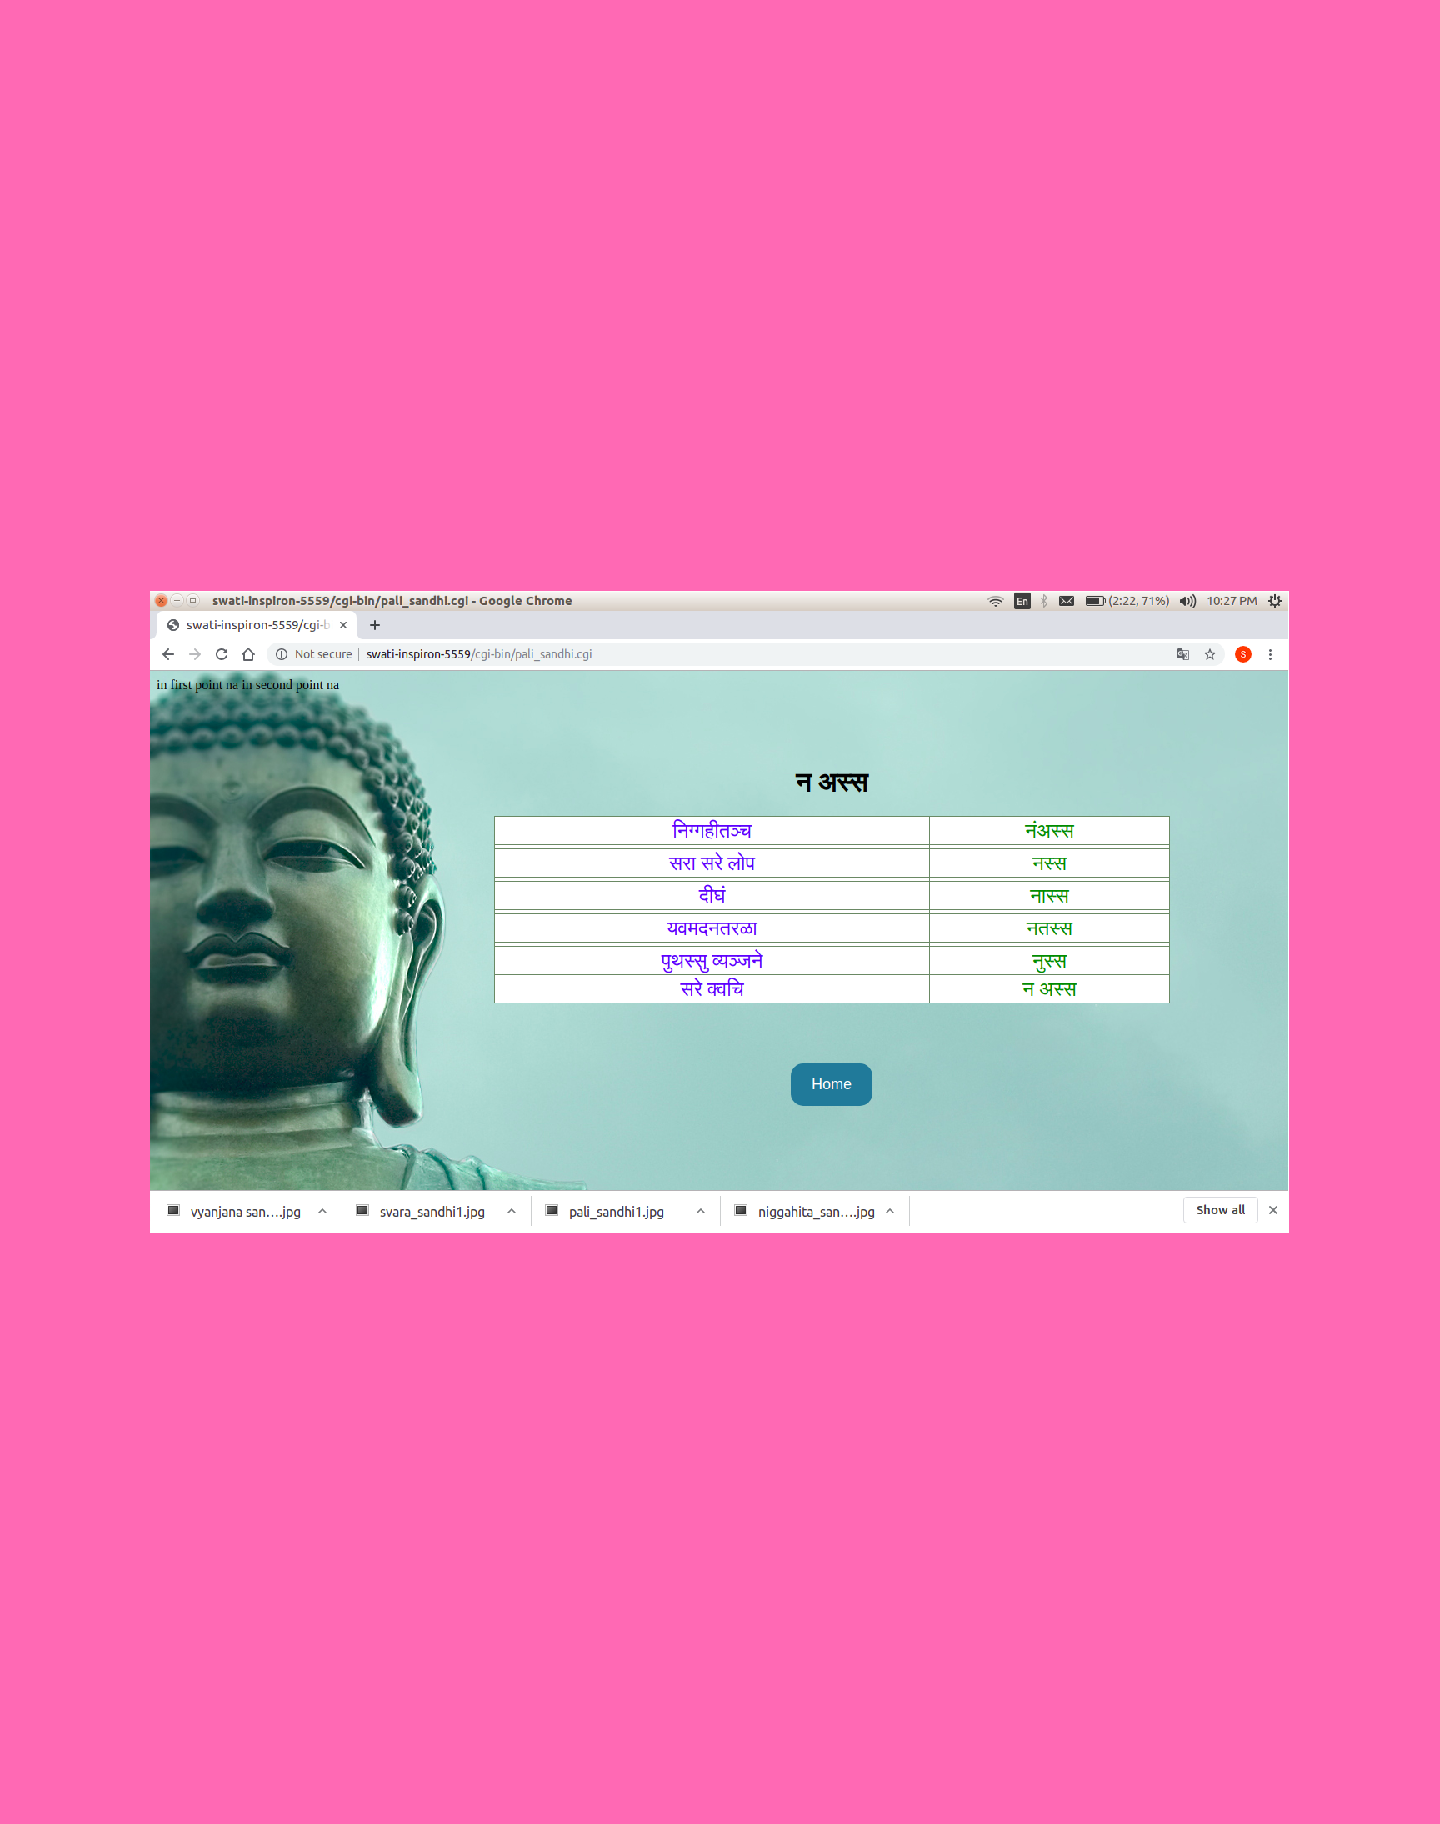 swati-inspiron-5559/cgi-bin/pali_sandhi.cgi - Google Chrome En (2:22, 71%) 10:27 PM
swati-inspiron-5559/cgi-b
Not secure | swati-inspiron-5559/cgi-bin/pali_sandhi.cgi S
in first point na in second point na
न अस्स
निग्गहीतञ्च नंअस्स
सरा सरे लोप नस्स
दीघं नास्स
यवमदनतरळा नतस्स
पुथस्सु व्यञ्जने नुस्स
सरे क्वचि न अस्स
Home
vyanjana san....jpg svara_sandhi1.jpg pali_sandhi1.jpg niggahita_san....jpg Show all